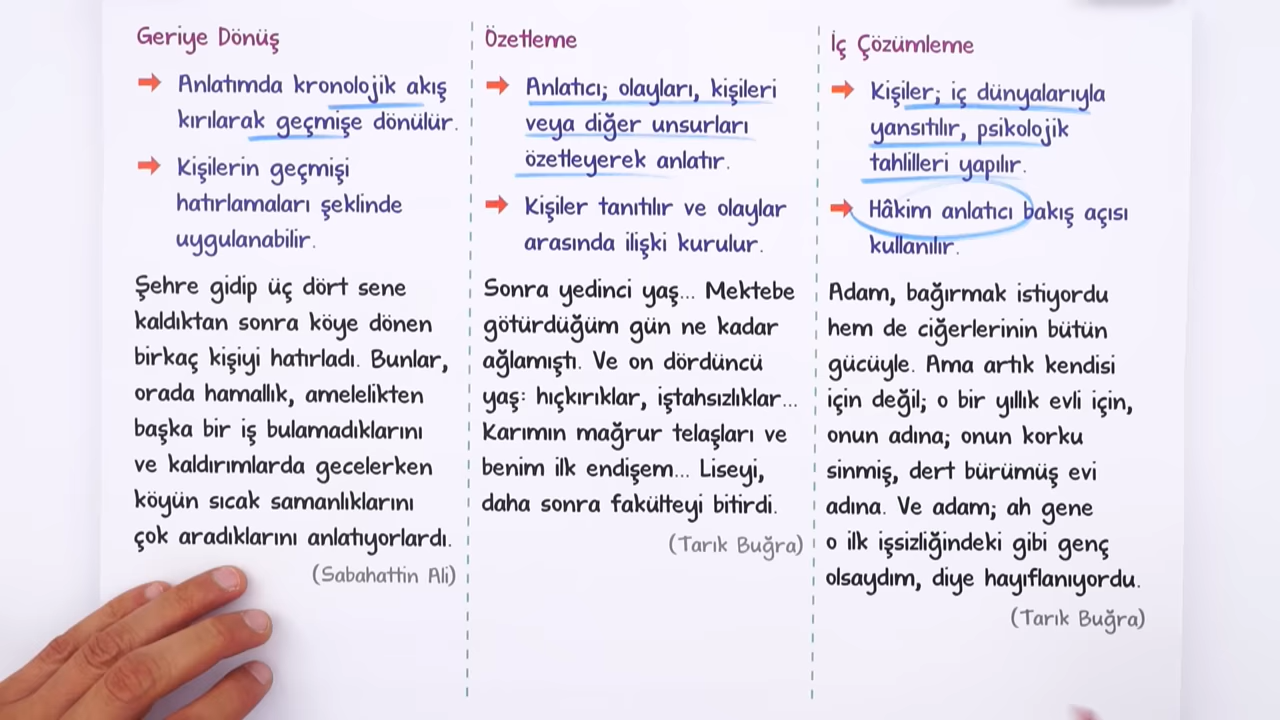 Geriye Dönüş
Anlatımda kronolojik akış
kırılarak geçmişe dönülür.
Kişilerin geçmişi
hatırlamaları şeklinde
uygulanabilir.
Şehre gidip üç dört sene
kaldıktan sonra köye dönen
birkaç kişiyi hatırladı. Bunlar,
orada hamallık, amelelikten
başka bir iş bulamadıklarını
ve kaldırımlarda gecelerken
köyün sıcak samanlıklarını
çok aradıklarını anlatıyorlardı.
(Sabahattin Ali)
Özetleme
Anlatıcı; olayları, kişileri
veya diğer unsurları
özetleyerek anlatır.
Kişiler tanıtılır ve olaylar
arasında ilişki kurulur.
Sonra yedinci yaş... Mektebe
götürdüğüm gün ne kadar
ağlamıştı. Ve on dördüncü
yaş: hıçkırıklar, iştahsızlıklar...
Karımın mağrur telaşları ve
benim ilk endişem... Liseyi,
daha sonra fakülteyi bitirdi.
(Tarık Buğra)
İç Çözümleme
Kişiler; iç dünyalarıyla
yansıtılır, psikolojik
tahlilleri yapılır.
Hâkim anlatıcı bakış açısı
kullanılır.
Adam, bağırmak istiyordu
hem de ciğerlerinin bütün
gücüyle. Ama artık kendisi
için değil; o bir yıllık evli için,
onun adına; onun korku
sinmiş, dert bürümüş evi
adına. Ve adam; ah gene
o ilk işsizliğindeki gibi genç
olsaydım, diye hayıflanıyordu.
(Tarık Buğra)